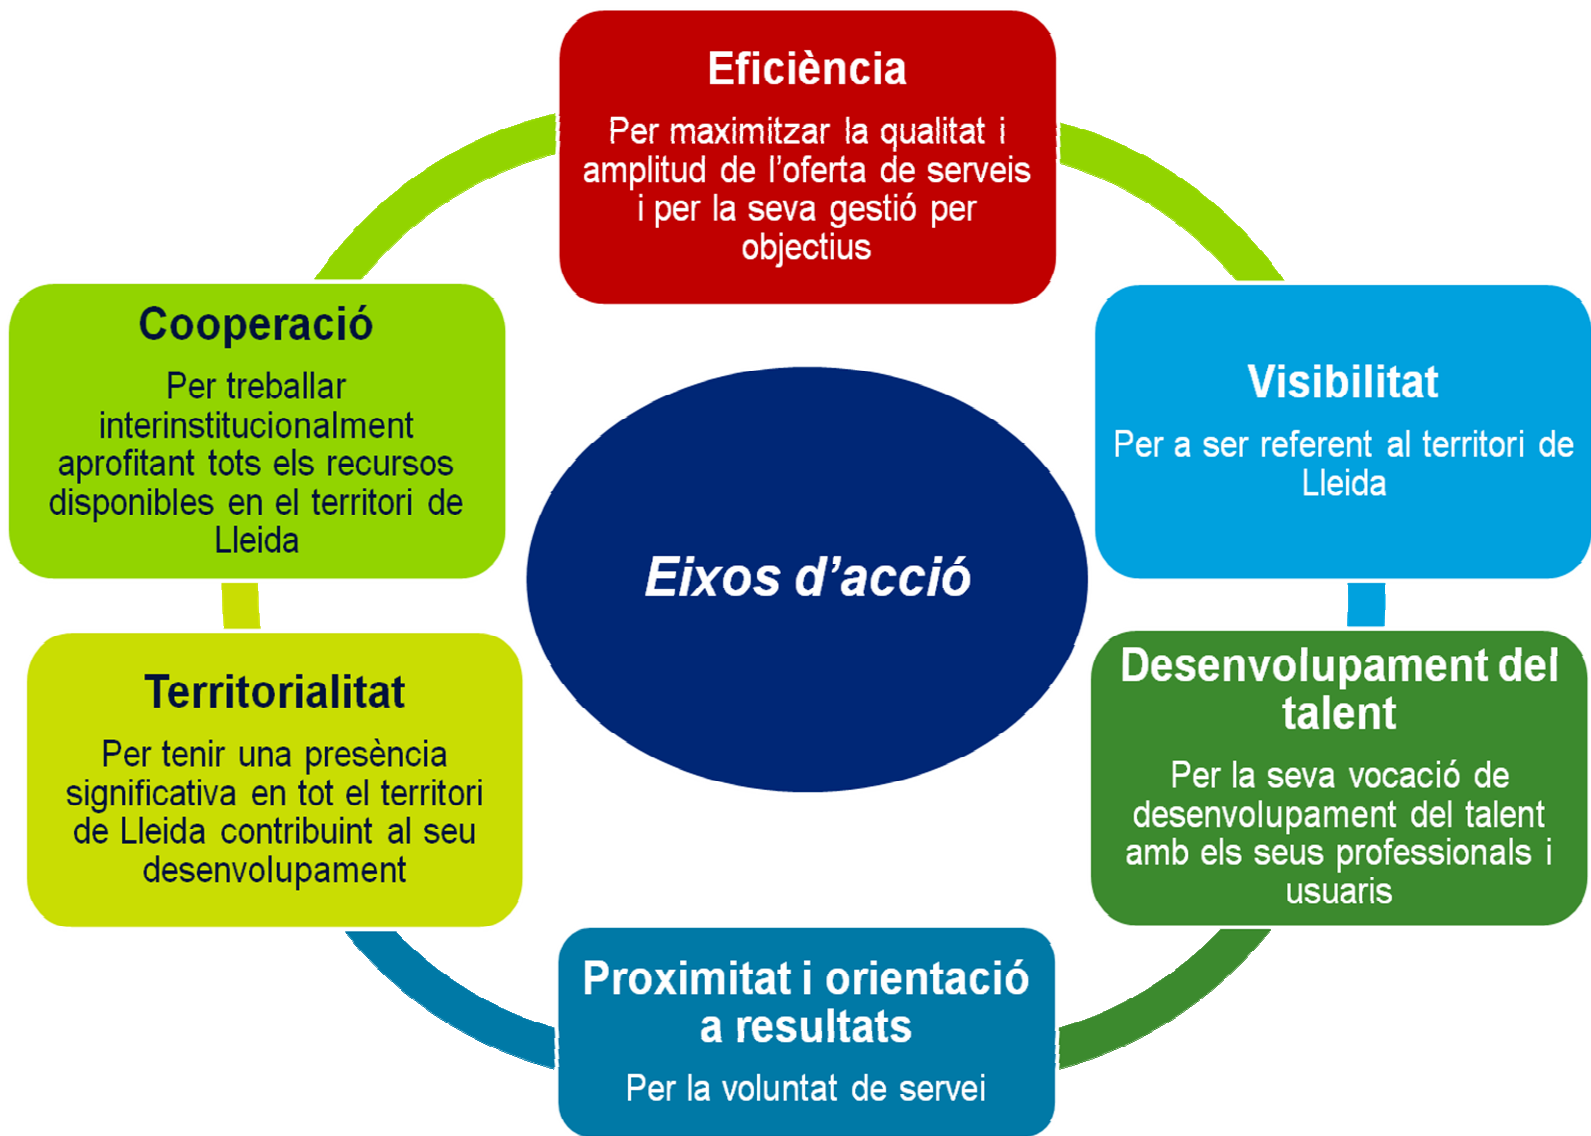 Eficiència
Per maximitzar la qualitat i
amplitud de l’oferta de serveis
i per la seva gestió per
objectius
Visibilitat
Per a ser referent al territori de
Lleida
Desenvolupament del
talent
Per la seva vocació de
desenvolupament del talent
amb els seus professionals i
usuaris
Proximitat i orientació
a resultats
Per la voluntat de servei
Territorialitat
Per tenir una presència
significativa en tot el territori
de Lleida contribuint al seu
desenvolupament
Cooperació
Per treballar
interinstitucionalment
aprofitant tots els recursos
disponibles en el territori de
Lleida
Eixos d’acció